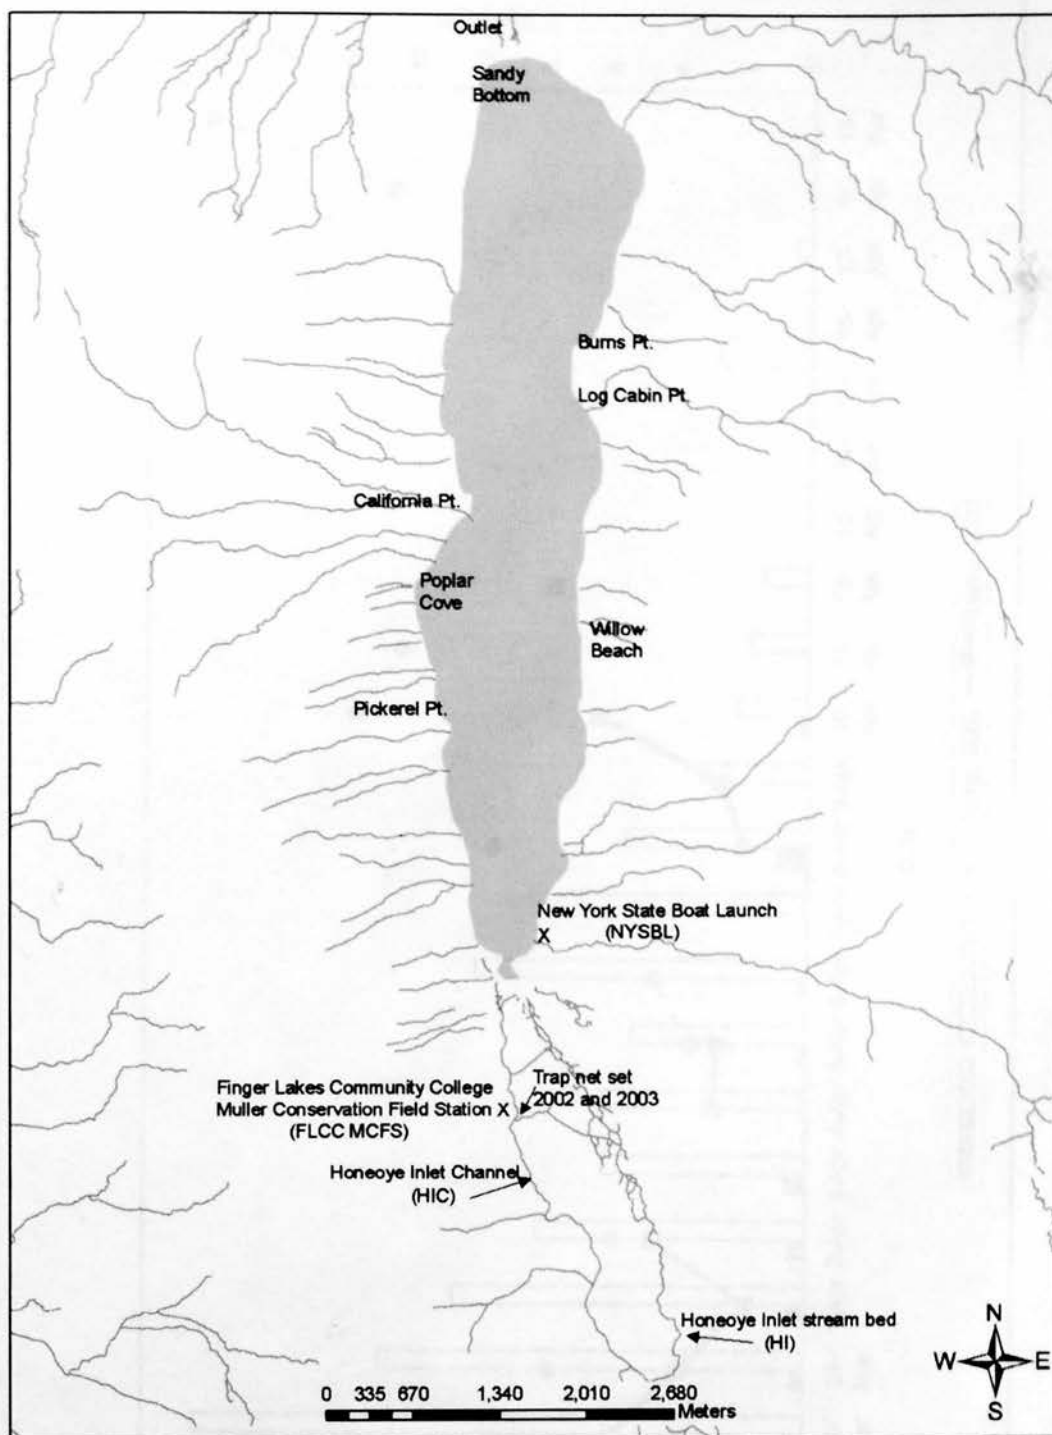 Outlet
Sandy
Bottom
Burns Pt.
Log Cabin Pt.
California Pt.
Poplar
Cove
Willow
Beach
Pickerel Pt.
New York State Boat Launch
X (NYSBL)
Trap net set
2002 and 2003
Finger Lakes Community College
Muller Conservation Field Station X
(FLCC MCFS)
Honeoye Inlet Channel
(HIC)
Honeoye Inlet stream bed
(HI)
N
W E
S
0 335 670 1,340 2,010 2,680
Meters